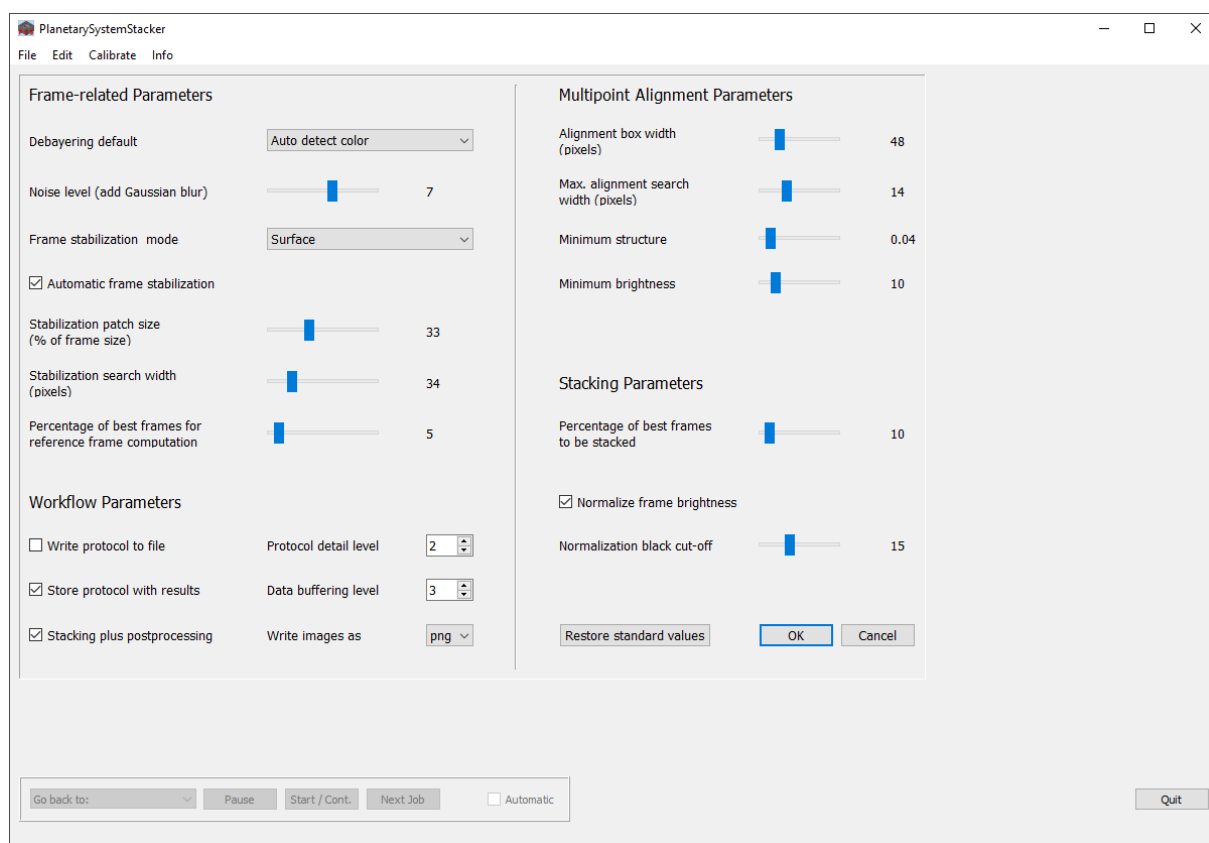 PlanetarySystemStacker
File Edit Calibrate Info
Frame-related Parameters
Debayering default Auto detect color
Noise level (add Gaussian blur) 7
Frame stabilization mode Surface
Automatic frame stabilization
Stabilization patch size
(% of frame size) 33
Stabilization search width
(pixels) 34
Percentage of best frames for
reference frame computation 5
Workflow Parameters
Write protocol to file Protocol detail level 2
Store protocol with results Data buffering level 3
Stacking plus postprocessing Write images as png
Multipoint Alignment Parameters
Alignment box width
(pixels) 48
Max. alignment search
width (pixels) 14
Minimum structure 0.04
Minimum brightness 10
Stacking Parameters
Percentage of best frames
to be stacked 10
Normalize frame brightness
Normalization black cut-off 15
Restore standard values OK Cancel
Go back to: Pause Start / Cont. Next Job Automatic Quit